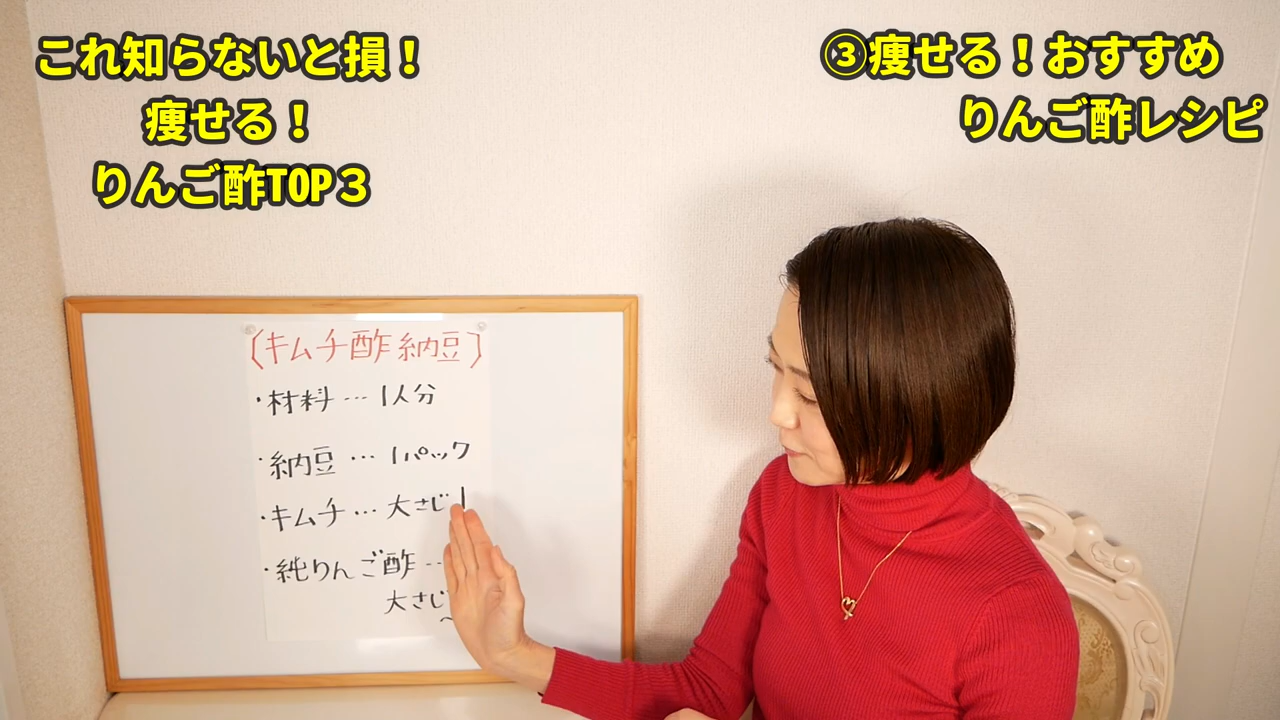 これ知らないと損！
痩せる！
りんご酢TOP３
③痩せる！おすすめ
りんご酢レシピ
〔キムチ酢納豆〕
・材料…1人分
・納豆…1パック
・キムチ…大さじ1
・純りんご酢…
大さじ
～